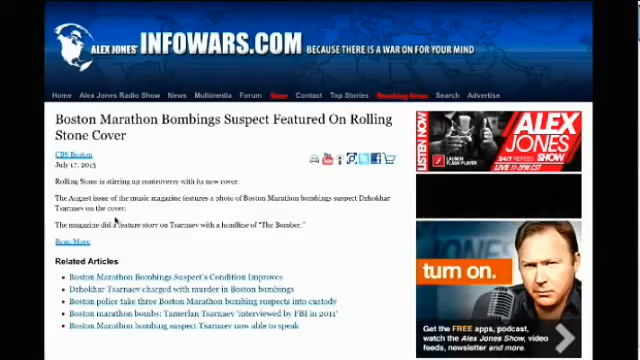 ALEX JONES' INFOWARS.COM BECAUSE THERE IS A WAR ON FOR YOUR MIND
Home Alex Jones Radio Show News Multimedia Forum Contact Top Stories Search Advertise
Boston Marathon Bombings Suspect Featured On Rolling
Stone Cover
CBS Boston
July 17, 2013
Rolling Stone is stirring up controversy with its new cover.
The August issue of the music magazine features a photo of Boston Marathon bombings suspect Dzhokhar
Tsarnaev on the cover.
The magazine did a feature story on Tsarnaev with a headline of "The Bomber."
Read More
Related Articles
Boston Marathon Bombings Suspect's Condition Improves
Dzhokhar Tsarnaev charged with murder in Boston bombings
Boston police take three Boston Marathon bombing suspects into custody
Boston marathon bombs: Tamerlan Tsarnaev 'interviewed by FBI in 2011'
Boston Marathon bombing suspect Tsarnaev now able to speak
LISTEN NOW
LAUNCH
FLASH PLAYER
ALEX
JONES
SHOW
LIVE 11-2PM CST
JONES
turn on.
Get the FREE apps, podcast,
watch the Alex Jones Show, video
feeds, newsletter and more.